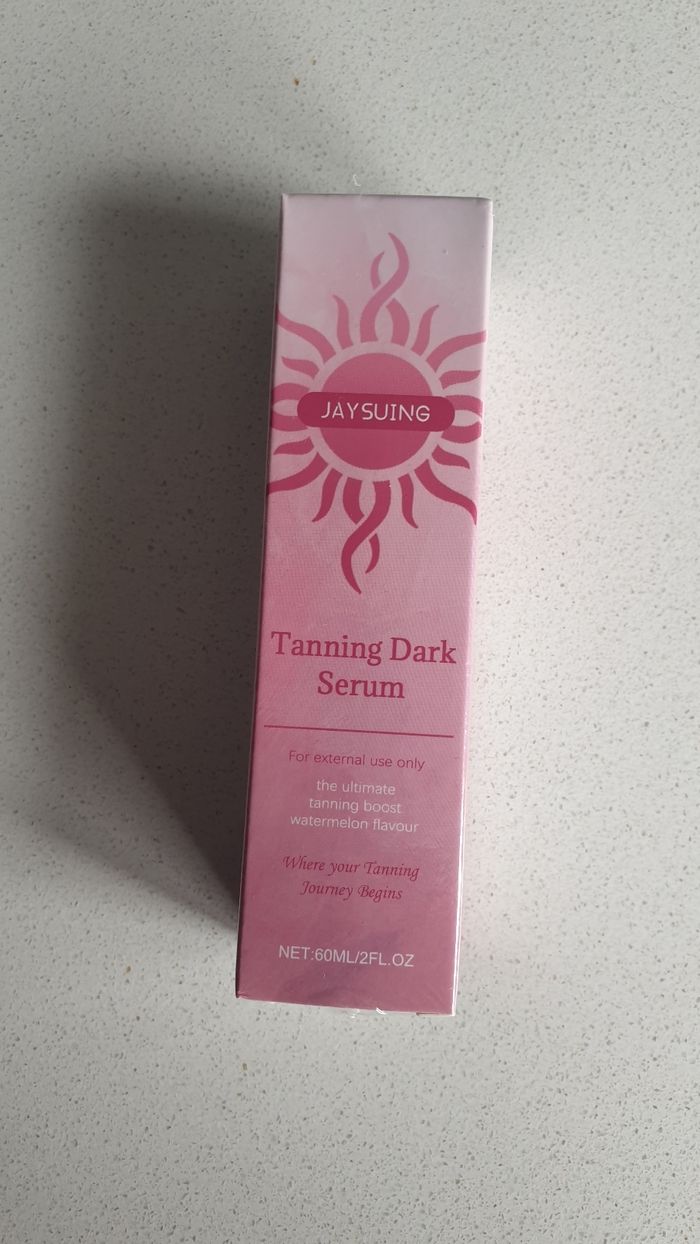 JAYSUING
Tanning Dark
Serum
For external use only
the ultimate
tanning boost
watermelon flavour
Where your Tanning
Journey Begins
NET:60ML/2FL.OZ